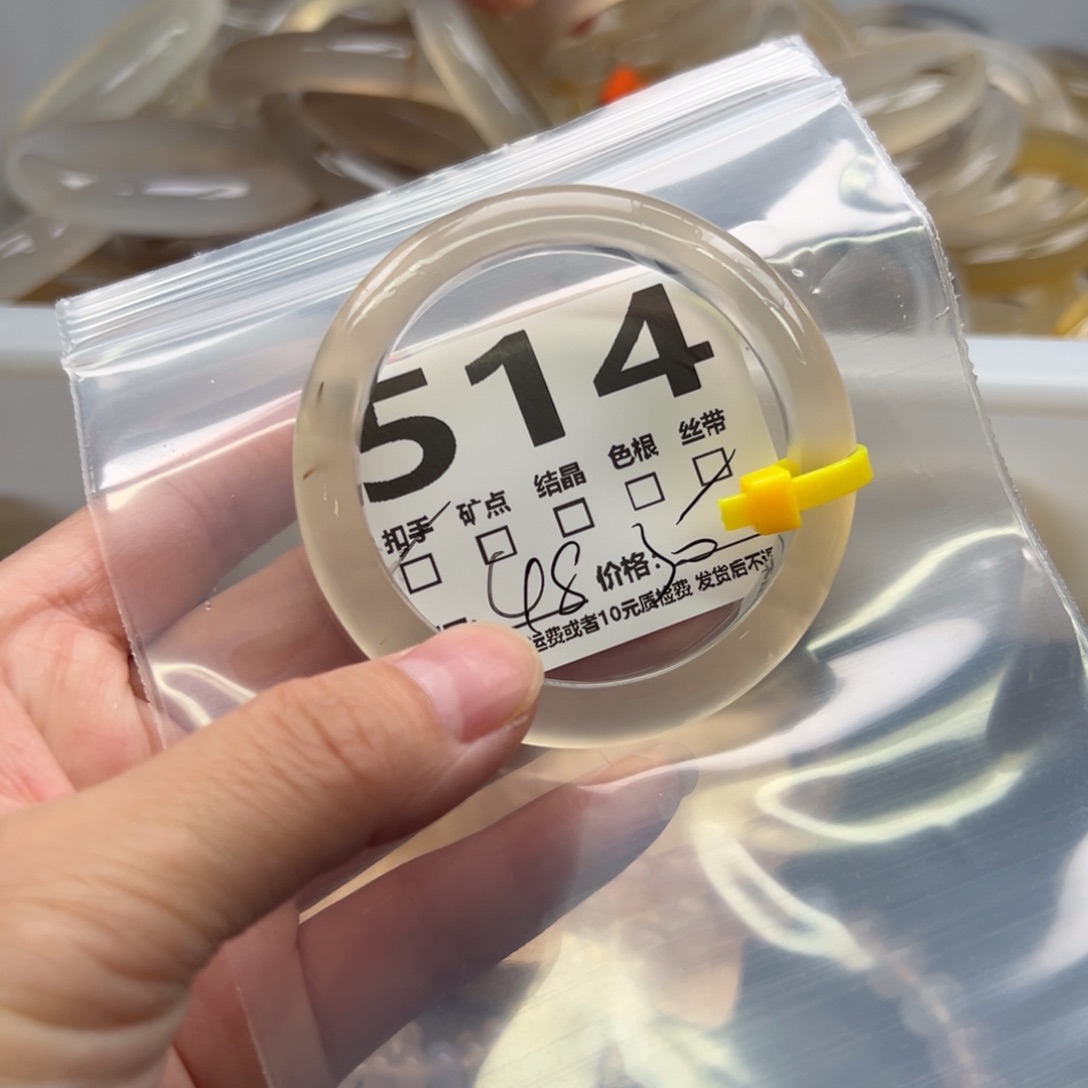 514
扣手 矿点 结晶 色根 丝带
98 价格:
运费或者10元质检费 发货后不